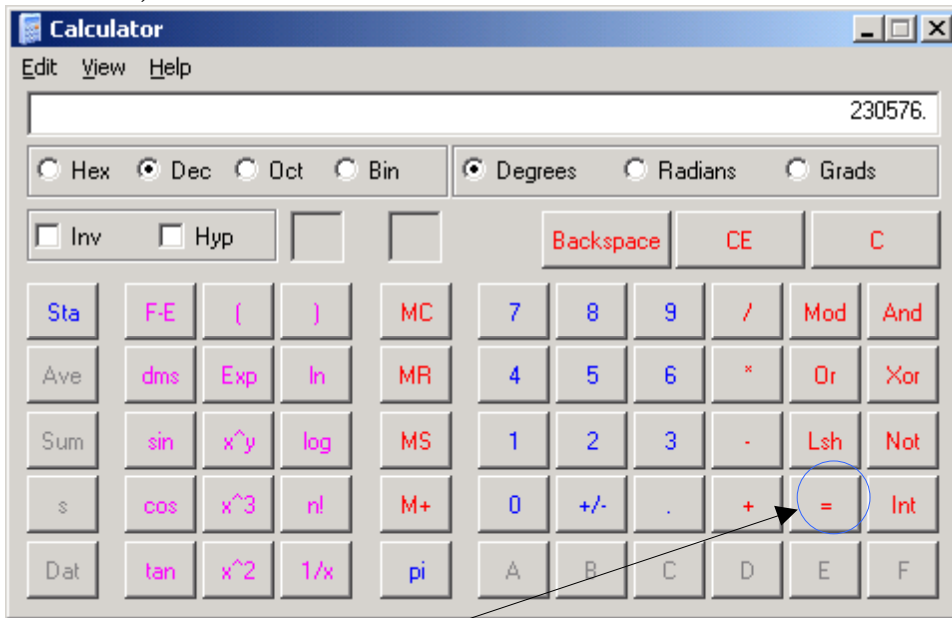 Calculator
Edit View Help
230576.
Hex Dec Oct Bin Degrees Radians Grads
Inv Hyp Backspace CE C
Sta F-E ( ) MC 7 8 9 / Mod And
Ave dms Exp ln MR 4 5 6 * Or Xor
Sum sin x^y log MS 1 2 3 - Lsh Not
s cos x^3 n! M+ 0 +/- . + = Int
Dat tan x^2 1/x pi A B C D E F